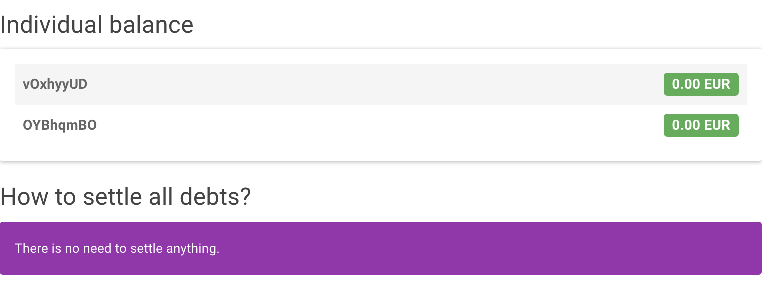 Individual balance
vOxhyyUD 0.00 EUR
OYBhqmBO 0.00 EUR
How to settle all debts?
There is no need to settle anything.